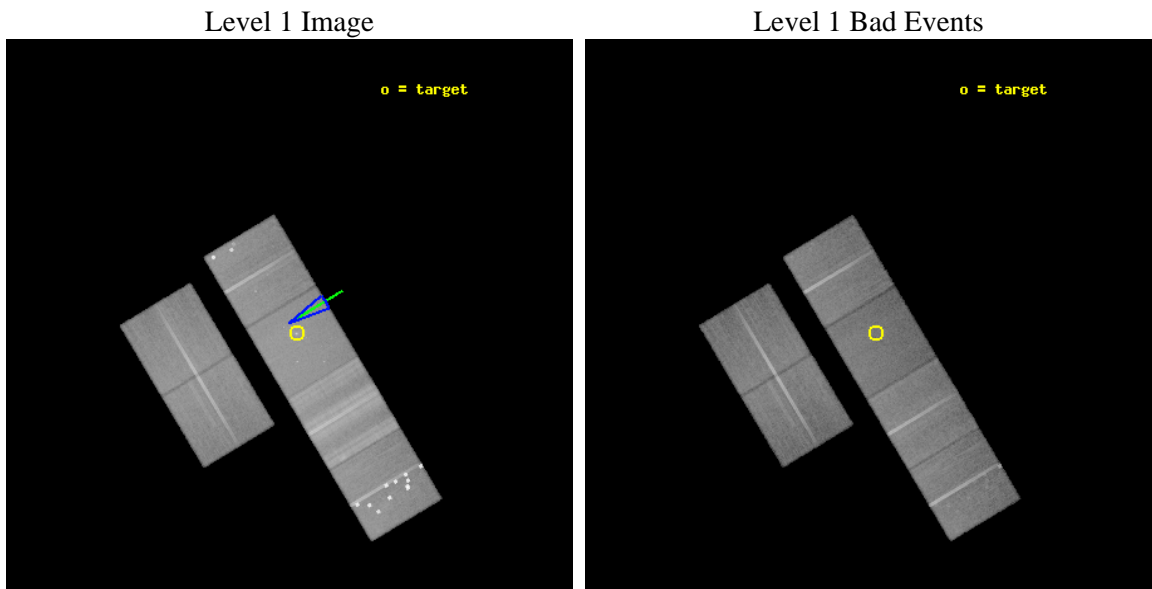 Level 1 Image
Level 1 Bad Events
o = target
o = target